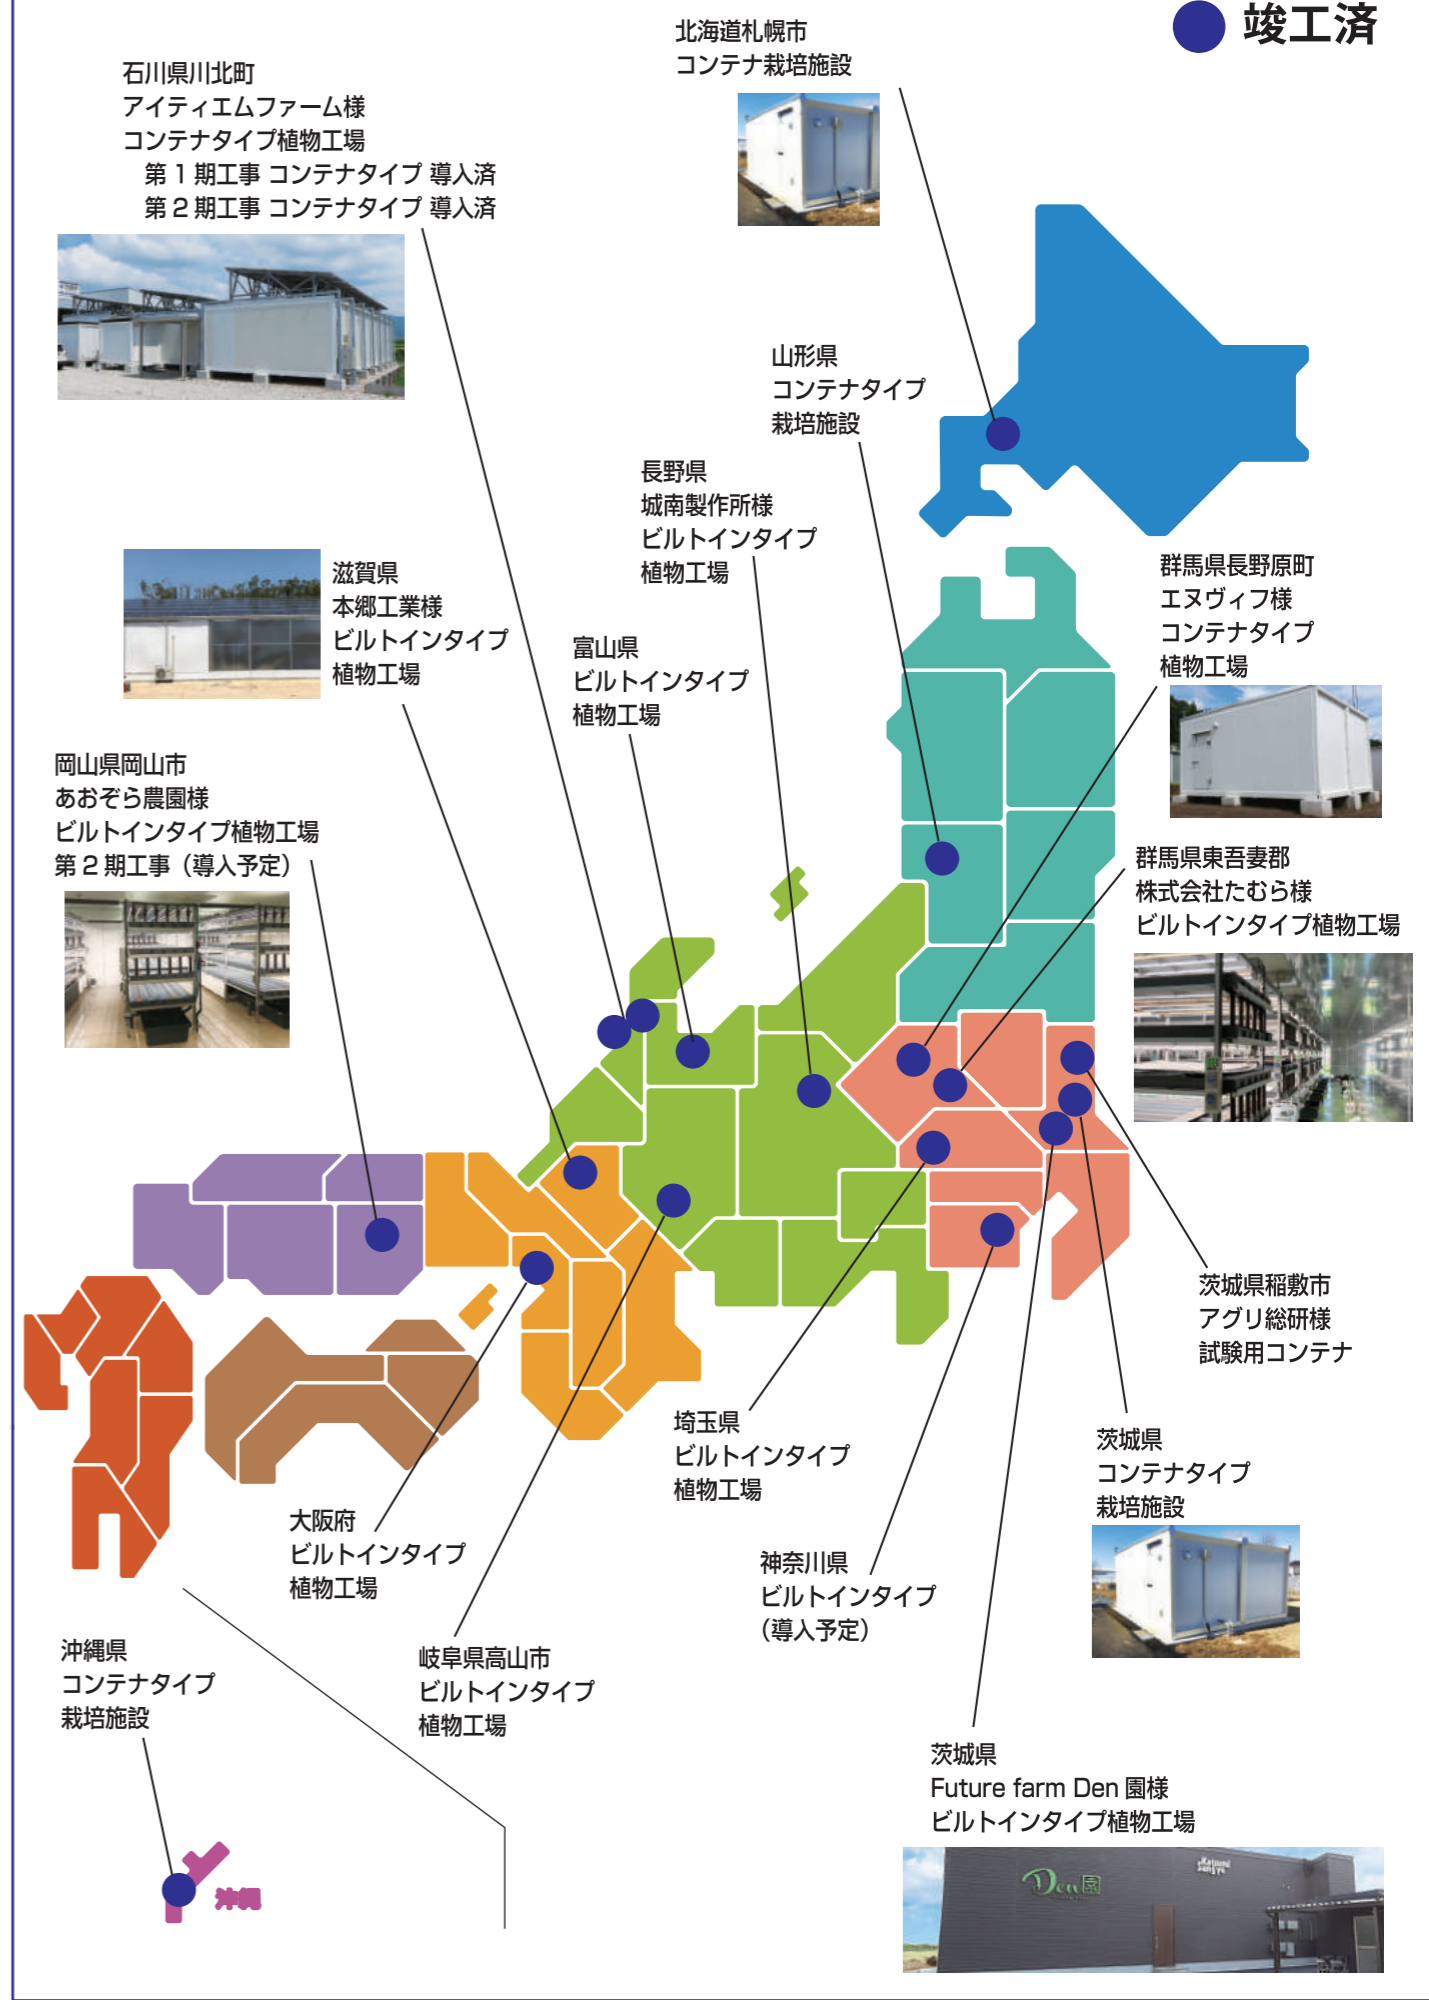 竣工済
北海道札幌市
コンテナ栽培施設
石川県川北町
アイティエムファーム様
コンテナタイプ植物工場
第1期工事 コンテナタイプ 導入済
第2期工事 コンテナタイプ 導入済
山形県
コンテナタイプ
栽培施設
長野県
城南製作所様
ビルトインタイプ
植物工場
群馬県長野原町
エヌヴィフ様
コンテナタイプ
植物工場
滋賀県
本郷工業様
ビルトインタイプ
植物工場
富山県
ビルトインタイプ
植物工場
岡山県岡山市
あおぞら農園様
ビルトインタイプ植物工場
第2期工事（導入予定）
群馬県東吾妻郡
株式会社たむら様
ビルトインタイプ植物工場
茨城県稲敷市
アグリ総研様
試験用コンテナ
埼玉県
ビルトインタイプ
植物工場
茨城県
コンテナタイプ
栽培施設
大阪府
ビルトインタイプ
植物工場
神奈川県
ビルトインタイプ
（導入予定）
岐阜県高山市
ビルトインタイプ
植物工場
沖縄県
コンテナタイプ
栽培施設
茨城県
Future farm Den 園様
ビルトインタイプ植物工場
Den園
Katsumi
Sangyo
沖縄